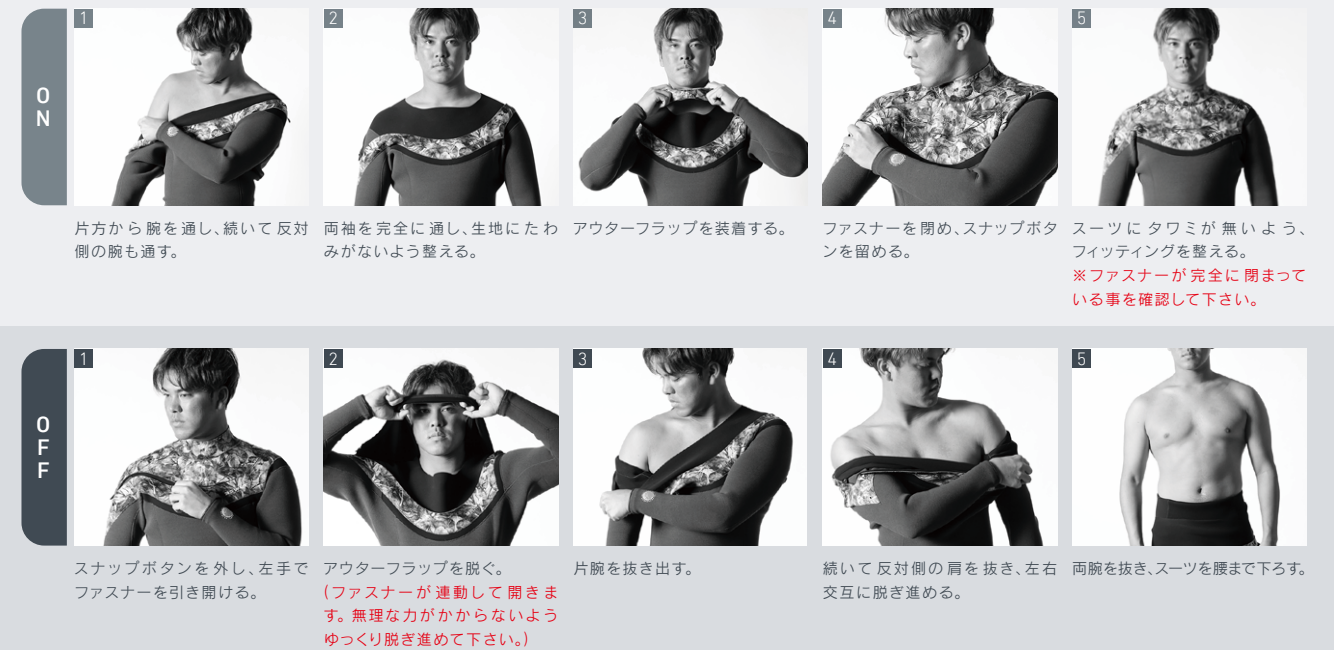 ON
1
片方から腕を通し、続いて反対
側の腕も通す。
2
両袖を完全に通し、生地にたわ
みがないよう整える。
3
アウターフラップを装着する。
4
ファスナーを閉め、スナップボタ
ンを留める。
5
スーツにタワミが無いよう、
フィッティングを整える。
※ファスナーが完全に閉まって
いる事を確認して下さい。
OFF
1
スナップボタンを外し、左手で
ファスナーを引き開ける。
2
アウターフラップを脱ぐ。
(ファスナーが連動して開きま
す。無理な力がかからないよう
ゆっくり脱ぎ進めて下さい。)
3
片腕を抜き出す。
4
続いて反対側の肩を抜き、左右
交互に脱ぎ進める。
5
両腕を抜き、スーツを腰まで下ろす。